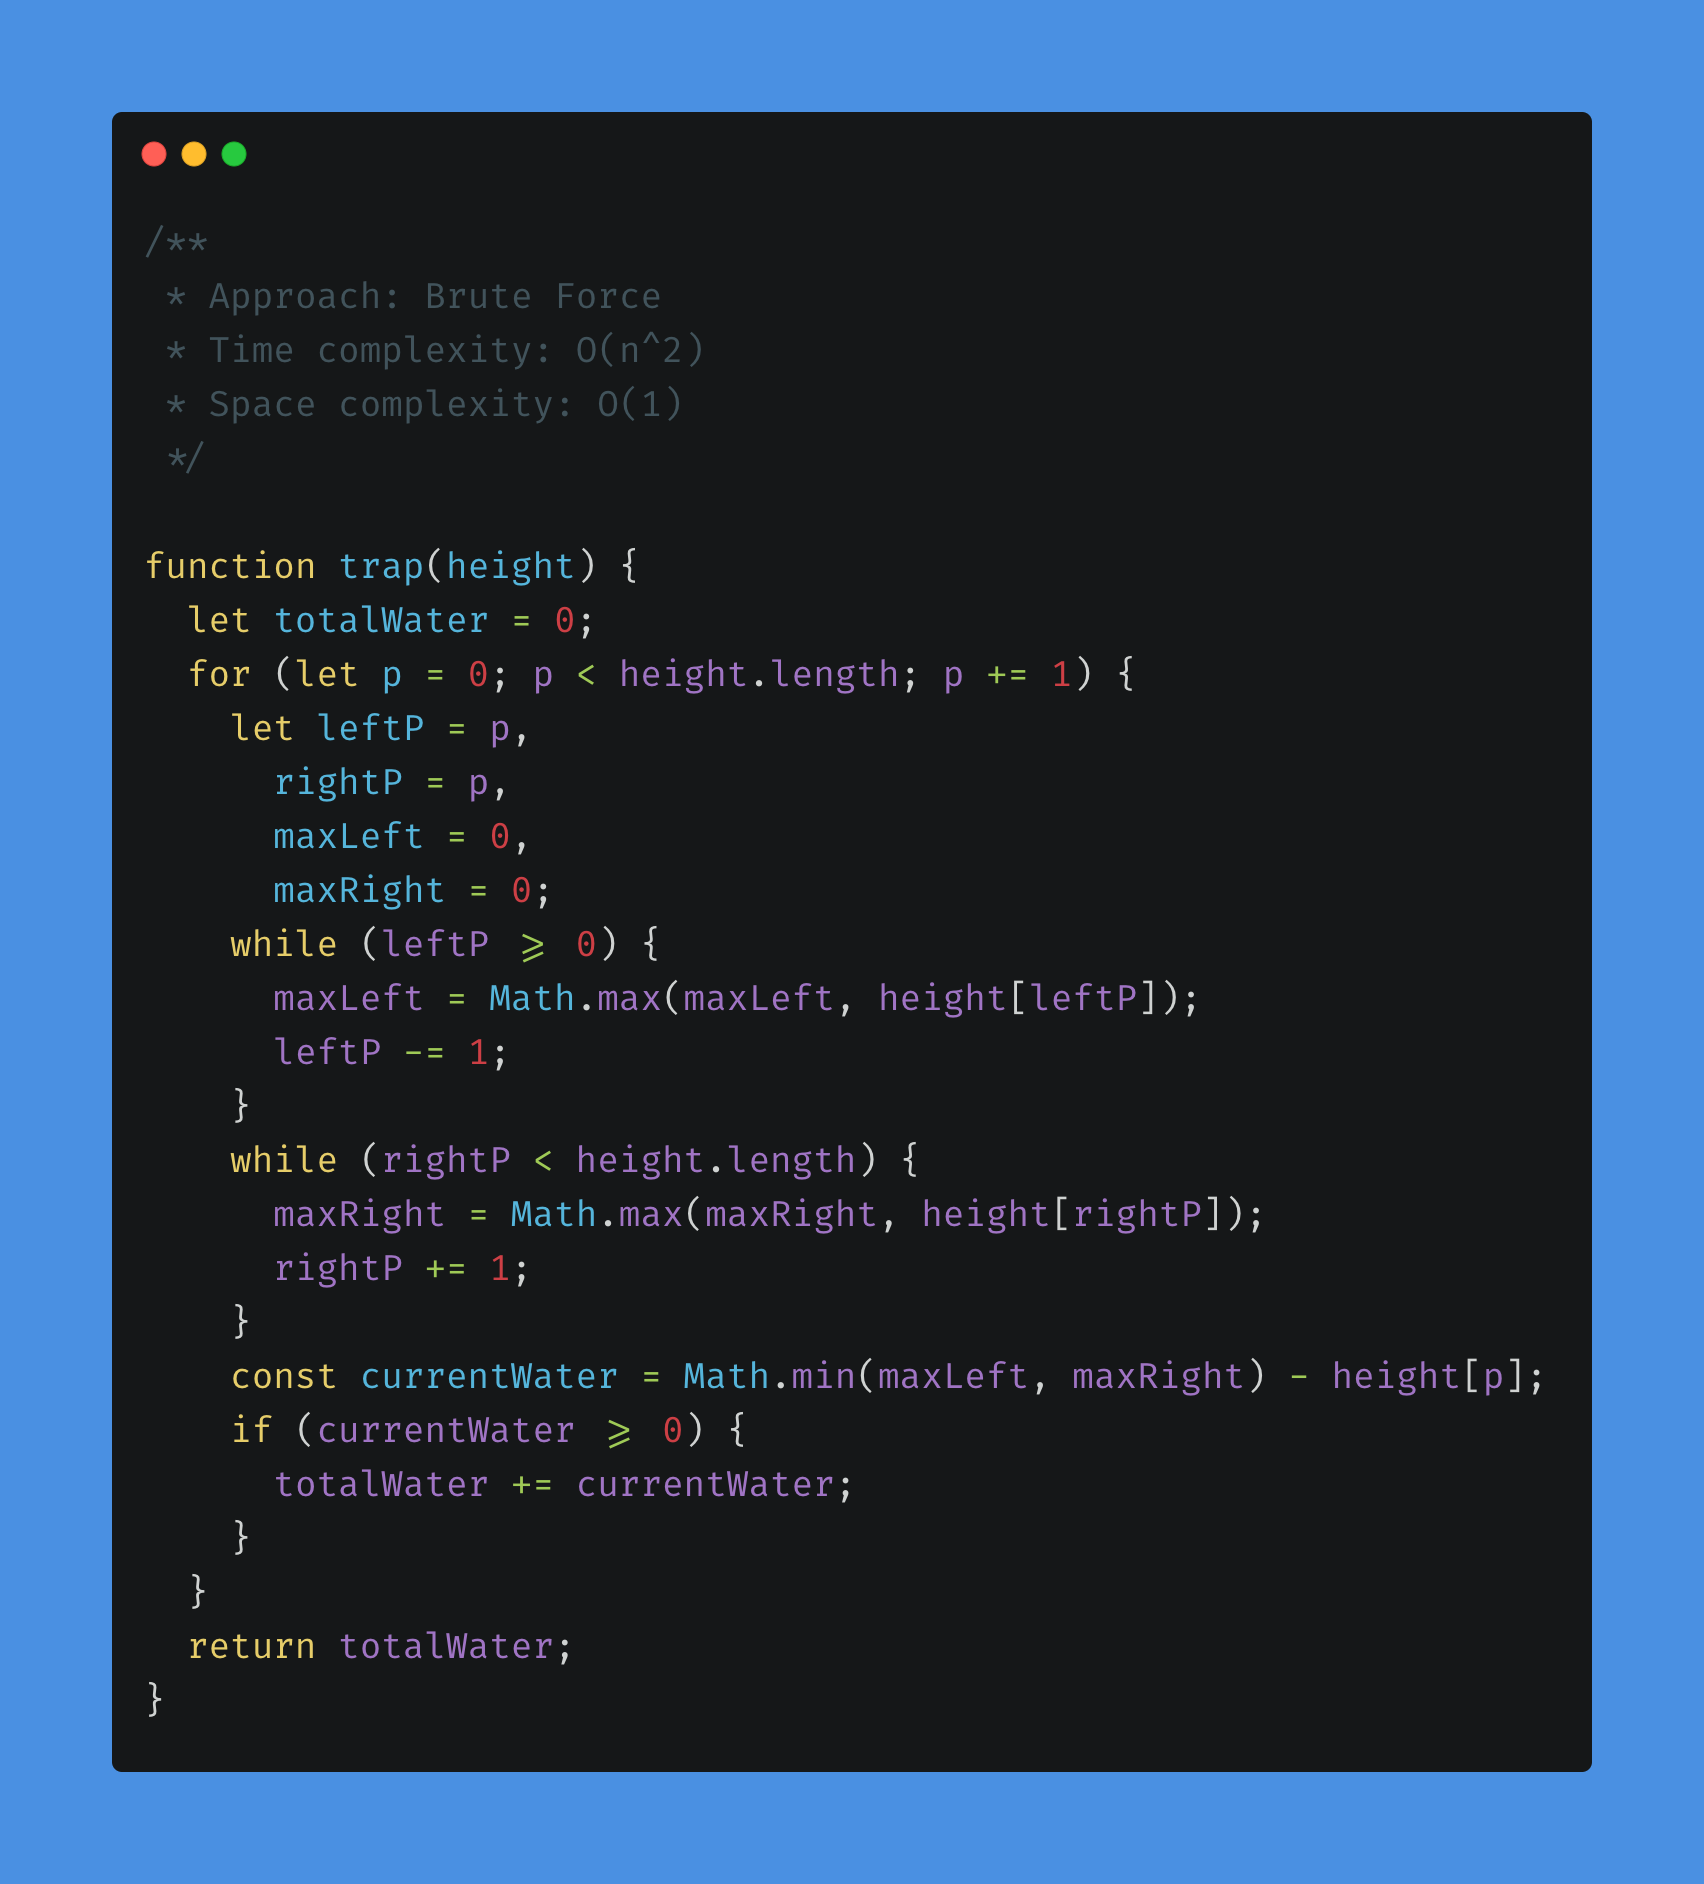 /**
 * Approach: Brute Force
 * Time complexity: O(n^2)
 * Space complexity: O(1)
 */

function trap(height) {
  let totalWater = 0;
  for (let p = 0; p < height.length; p += 1) {
    let leftP = p,
      rightP = p,
      maxLeft = 0,
      maxRight = 0;
    while (leftP >= 0) {
      maxLeft = Math.max(maxLeft, height[leftP]);
      leftP -= 1;
    }
    while (rightP < height.length) {
      maxRight = Math.max(maxRight, height[rightP]);
      rightP += 1;
    }
    const currentWater = Math.min(maxLeft, maxRight) - height[p];
    if (currentWater >= 0) {
      totalWater += currentWater;
    }
  }
  return totalWater;
}